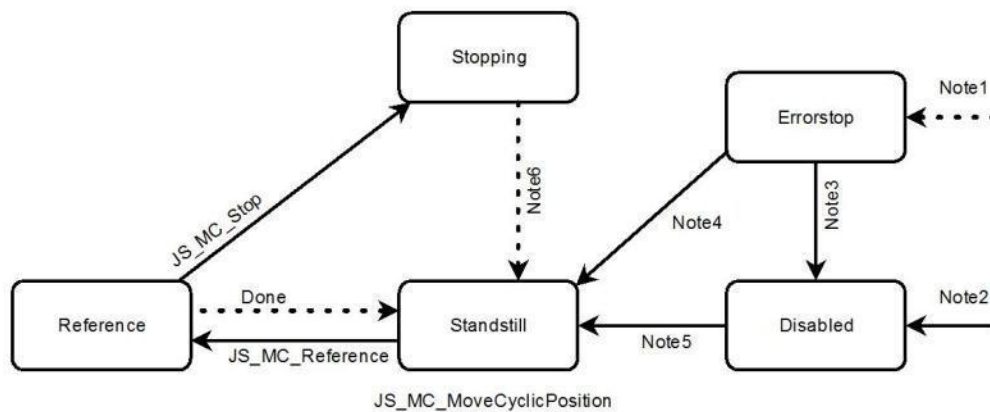 Stopping
Note1
Errorstop
JS_MC_Stop
Note6
Note4
Note3
Done
Note2
Reference
Standstill
Disabled
JS_MC_Reference
Note5
JS_MC_MoveCyclicPosition